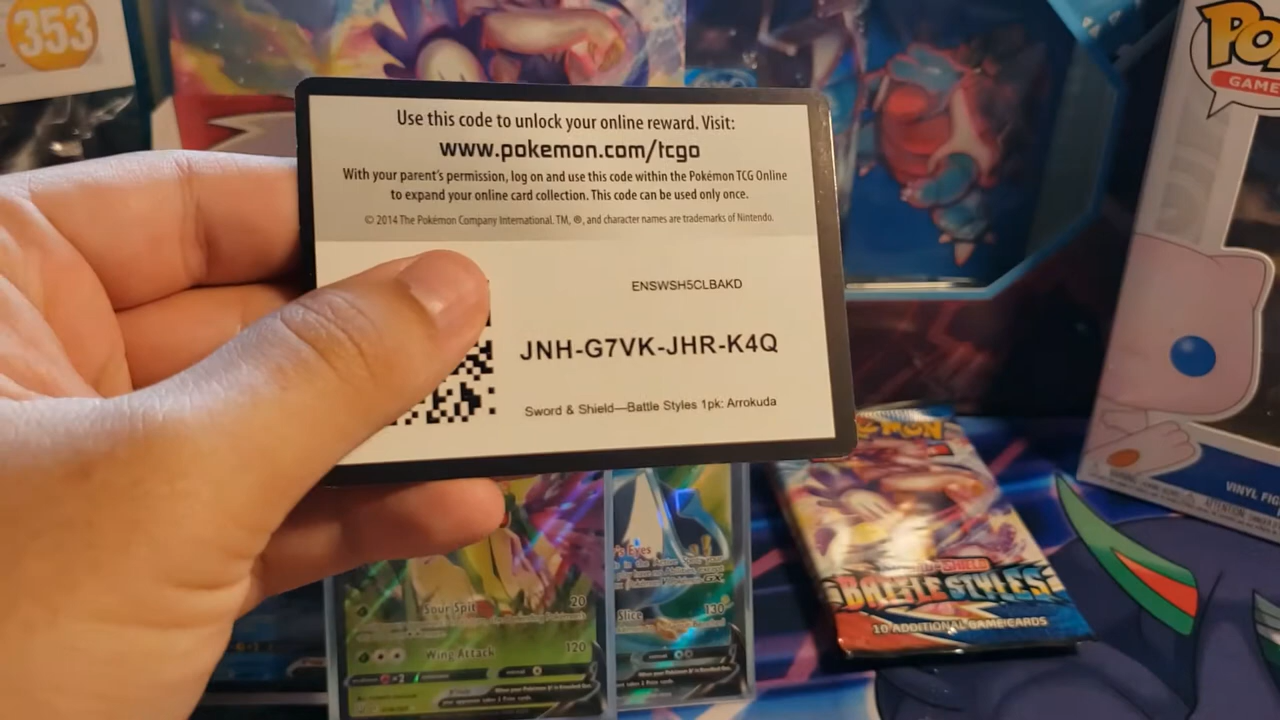 353
Use this code to unlock your online reward. Visit:
www.pokemon.com/tcgo
With your parent's permission, log on and use this code within the Pokémon TCG Online
to expand your online card collection. This code can be used only once.
© 2014 The Pokémon Company International. TM, ®, and character names are trademarks of Nintendo.
ENSWSH5CLBAKD
JNH-G7VK-JHR-K4Q
Sword & Shield—Battle Styles 1pk: Arrokuda
GAME
Sour Spit 20
Wing Attack 120
Eyes
GX
Slice 130
BATTLE STYLES
10 ADDITIONAL GAME CARDS
VINYL